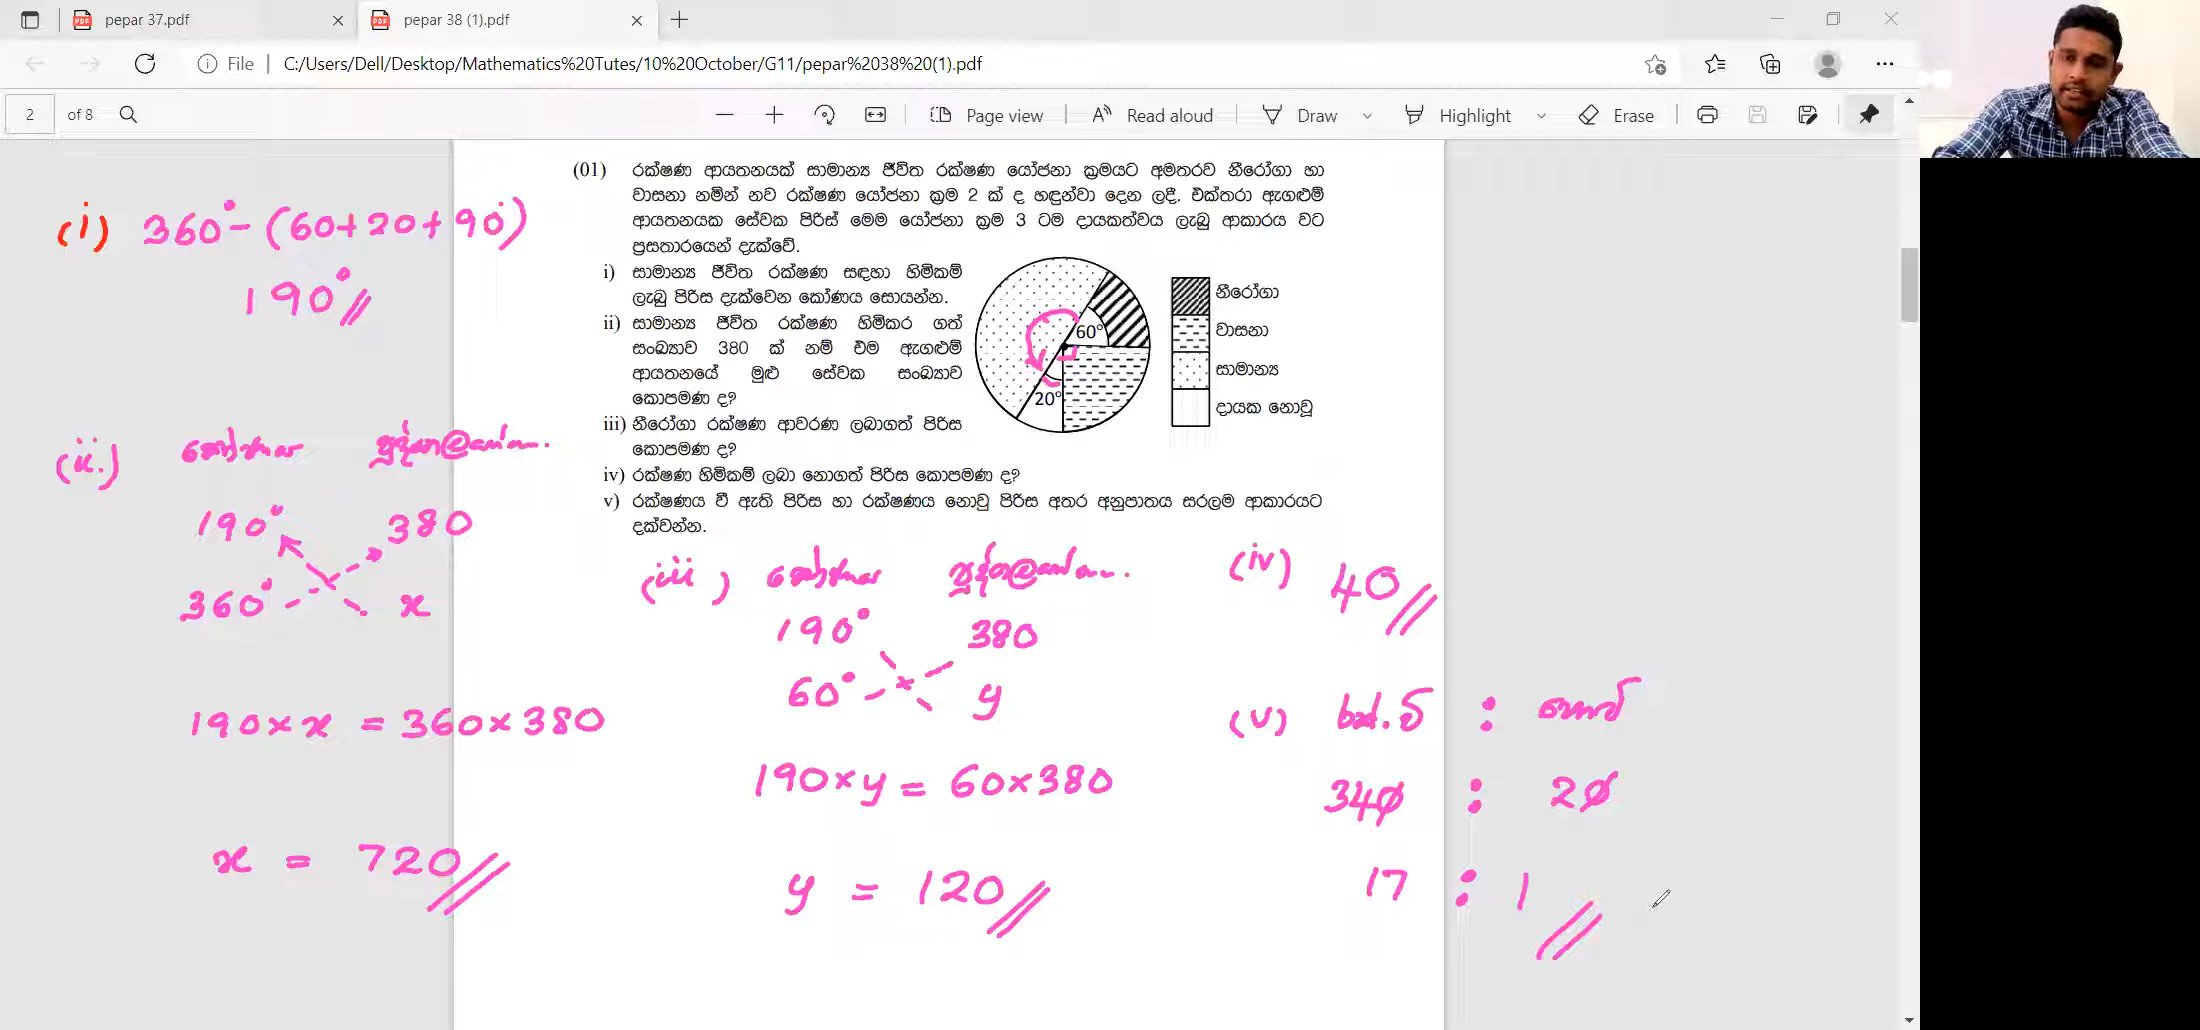 pepar 37.pdf
pepar 38 (1).pdf
File
C:/Users/Dell/Desktop/Mathematics%20Tutes/10%20October/G11/pepar%2038%20(1).pdf
2 of 8
Page view
Read aloud
Draw
Highlight
Erase
(01) රක්ෂණ ආයතනයක් සාමාන්‍ය ජීවිත රක්ෂණ යෝජනා ක්‍රමයට අමතරව නීරෝගා හා
වාසනා නමින් නව රක්ෂණ යෝජනා ක්‍රම 2 ක් ද හඳුන්වා දෙන ලදී. එක්තරා ඇගළුම්
ආයතනයක සේවක පිරිස් මෙම යෝජනා ක්‍රම 3 ටම දායකත්වය ලැබු ආකාරය වට
ප්‍රසතාරයෙන් දැක්වේ.
i) සාමාන්‍ය ජීවිත රක්ෂණ සඳහා හිමිකම්
ලැබු පිරිස දැක්වෙන කෝණය සොයන්න.
ii) සාමාන්‍ය ජීවිත රක්ෂණ හිමිකර ගත්
සංඛ්‍යාව 380 ක් නම් එම ඇගළුම්
ආයතනයේ මුළු සේවක සංඛ්‍යාව
කොපමණ ද?
iii) නීරෝගා රක්ෂණ ආවරණ ලබාගත් පිරිස
කොපමණ ද?
iv) රක්ෂණ හිමිකම් ලබා නොගත් පිරිස කොපමණ ද?
v) රක්ෂණය වී ඇති පිරිස හා රක්ෂණය නොවු පිරිස අතර අනුපාතය සරලම ආකාරයට
දක්වන්න.
60°
20°
නීරෝගා
වාසනා
සාමාන්‍ය
දායක නොවූ
(i) 360° - (60+20+90)
190°
(ii.)
190° 380
360° x
190 × x = 360 × 380
x = 720
(iii)
190° 380
60° y
190 × y = 60 × 380
y = 120
(iv) 40
(v) රක්. වී :
340 : 20
17 : 1